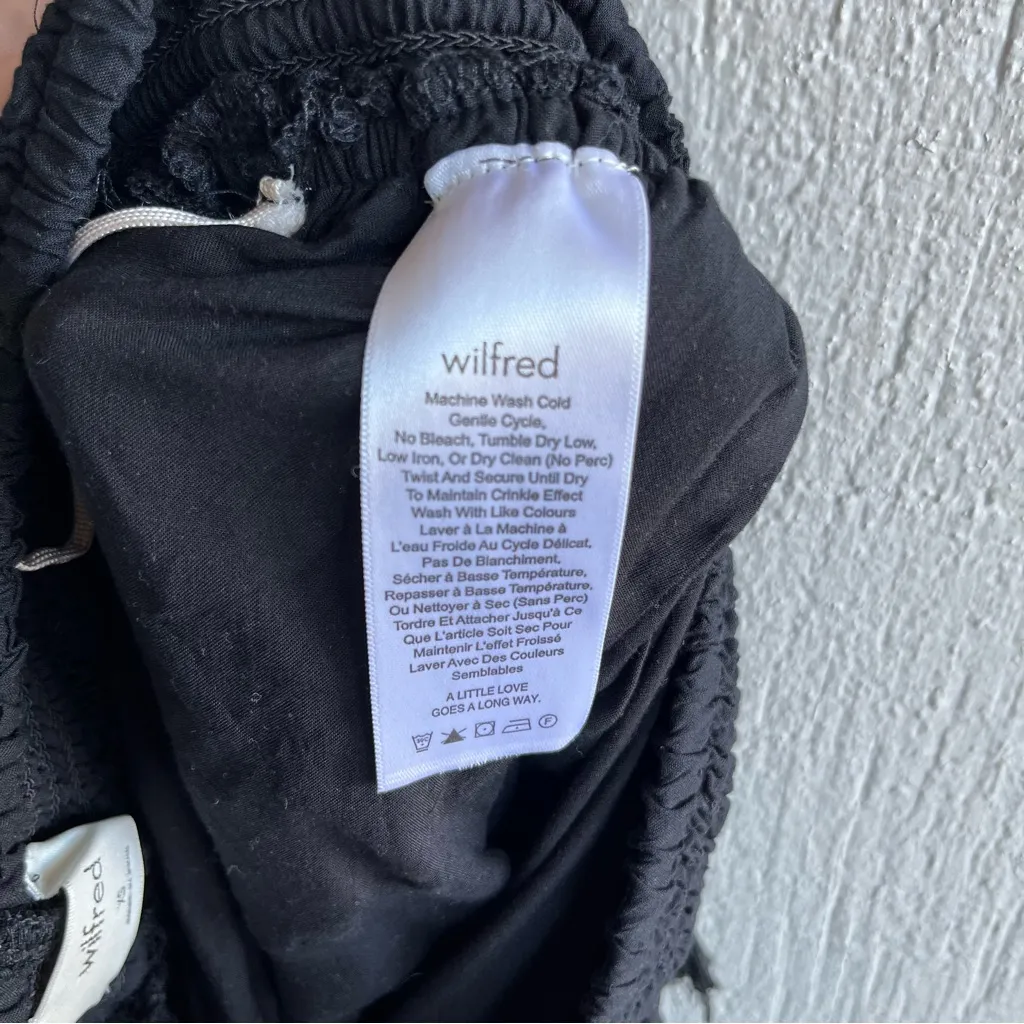 wilfred
Machine Wash Cold
Gentle Cycle,
No Bleach, Tumble Dry Low,
Low Iron, Or Dry Clean (No Perc)
Twist And Secure Until Dry
To Maintain Crinkle Effect
Wash With Like Colours
Laver à La Machine à
L'eau Froide Au Cycle Délicat,
Pas De Blanchiment,
Sécher à Basse Température,
Repasser à Basse Température,
Ou Nettoyer à Sec (Sans Perc)
Tordre Et Attacher Jusqu'à Ce
Que L'article Soit Sec Pour
Maintenir L'effet Froissé
Laver Avec Des Couleurs
Semblables
A LITTLE LOVE
GOES A LONG WAY.
F
wilfred